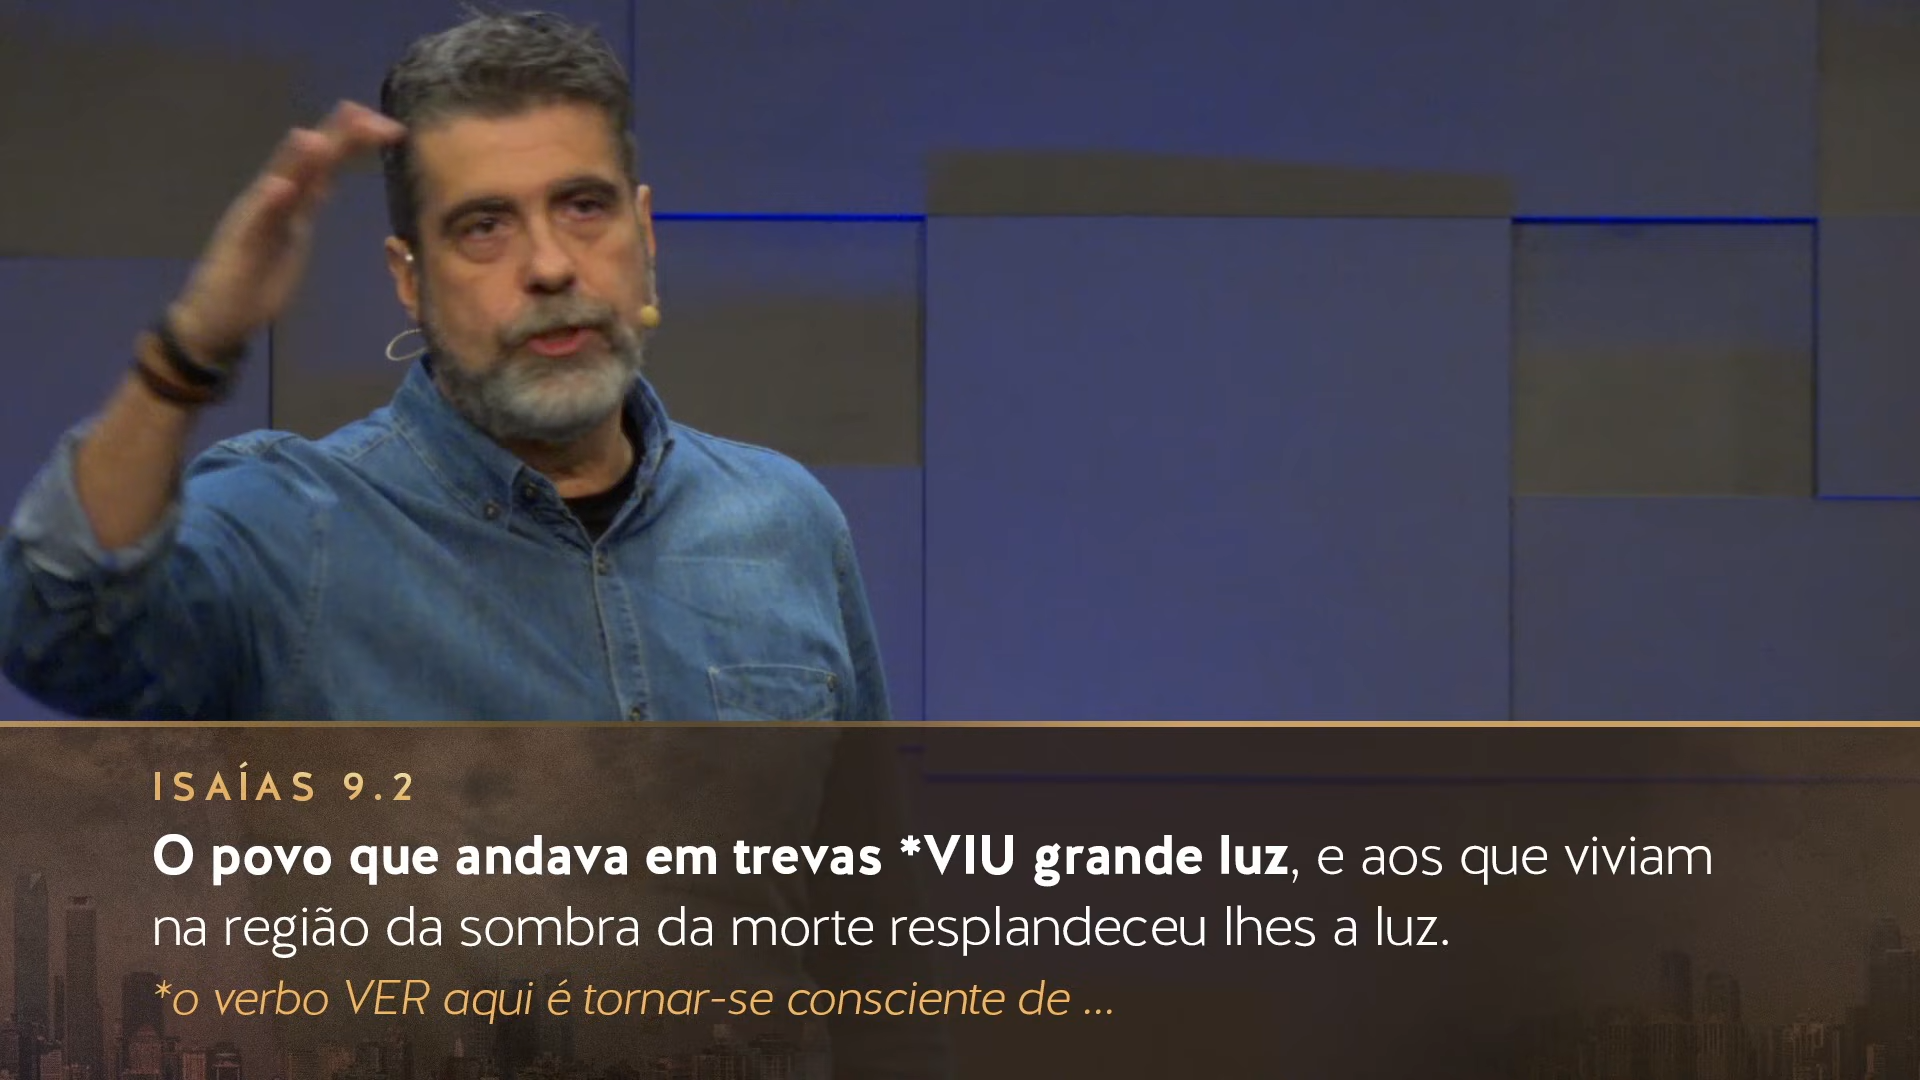 ISAÍAS 9.2
O povo que andava em trevas *VIU grande luz, e aos que viviam
na região da sombra da morte resplandeceu lhes a luz.
*o verbo VER aqui é tornar-se consciente de ...